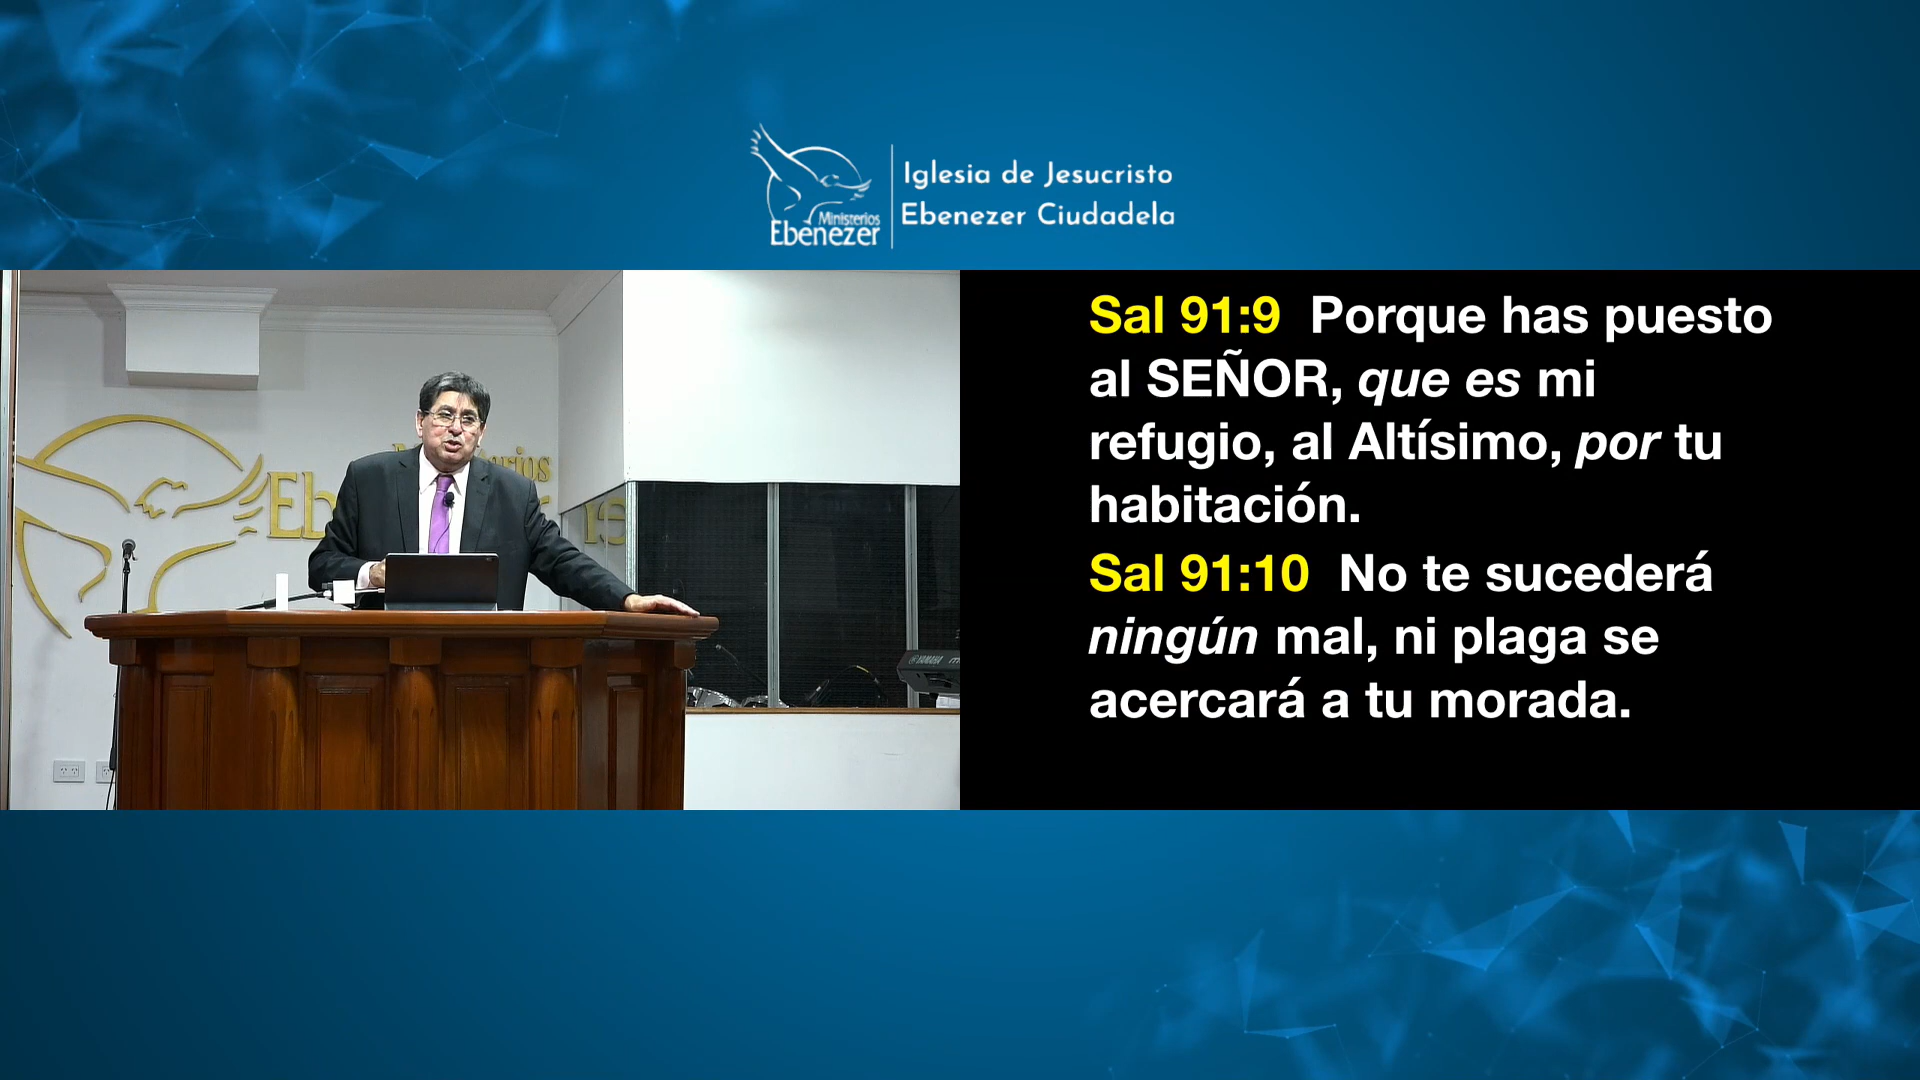 Iglesia de Jesucristo
Ebenezer Ciudadela
Ministerios
Ebenezer
Sal 91:9 Porque has puesto
al SEÑOR, que es mi
refugio, al Altísimo, por tu
habitación.
Sal 91:10 No te sucederá
ningún mal, ni plaga se
acercará a tu morada.
Eb
YAMAHA